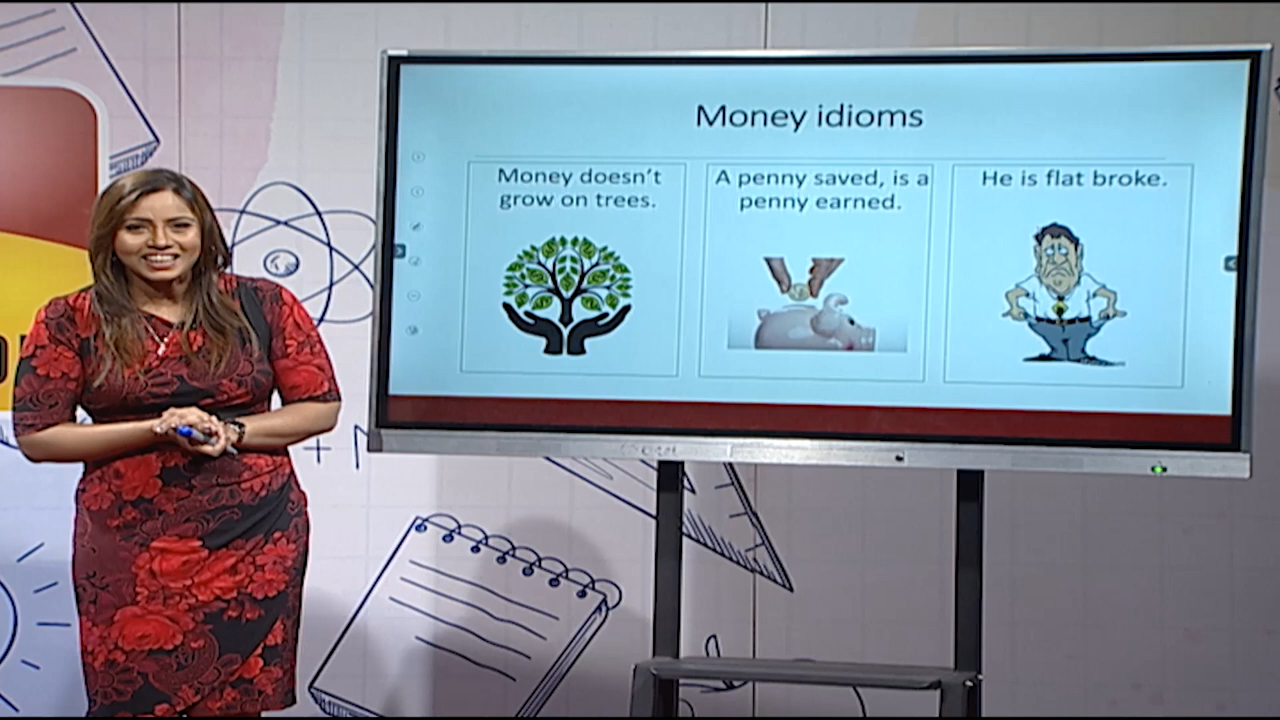 Money idioms
Money doesn't
grow on trees.
A penny saved, is a
penny earned.
He is flat broke.